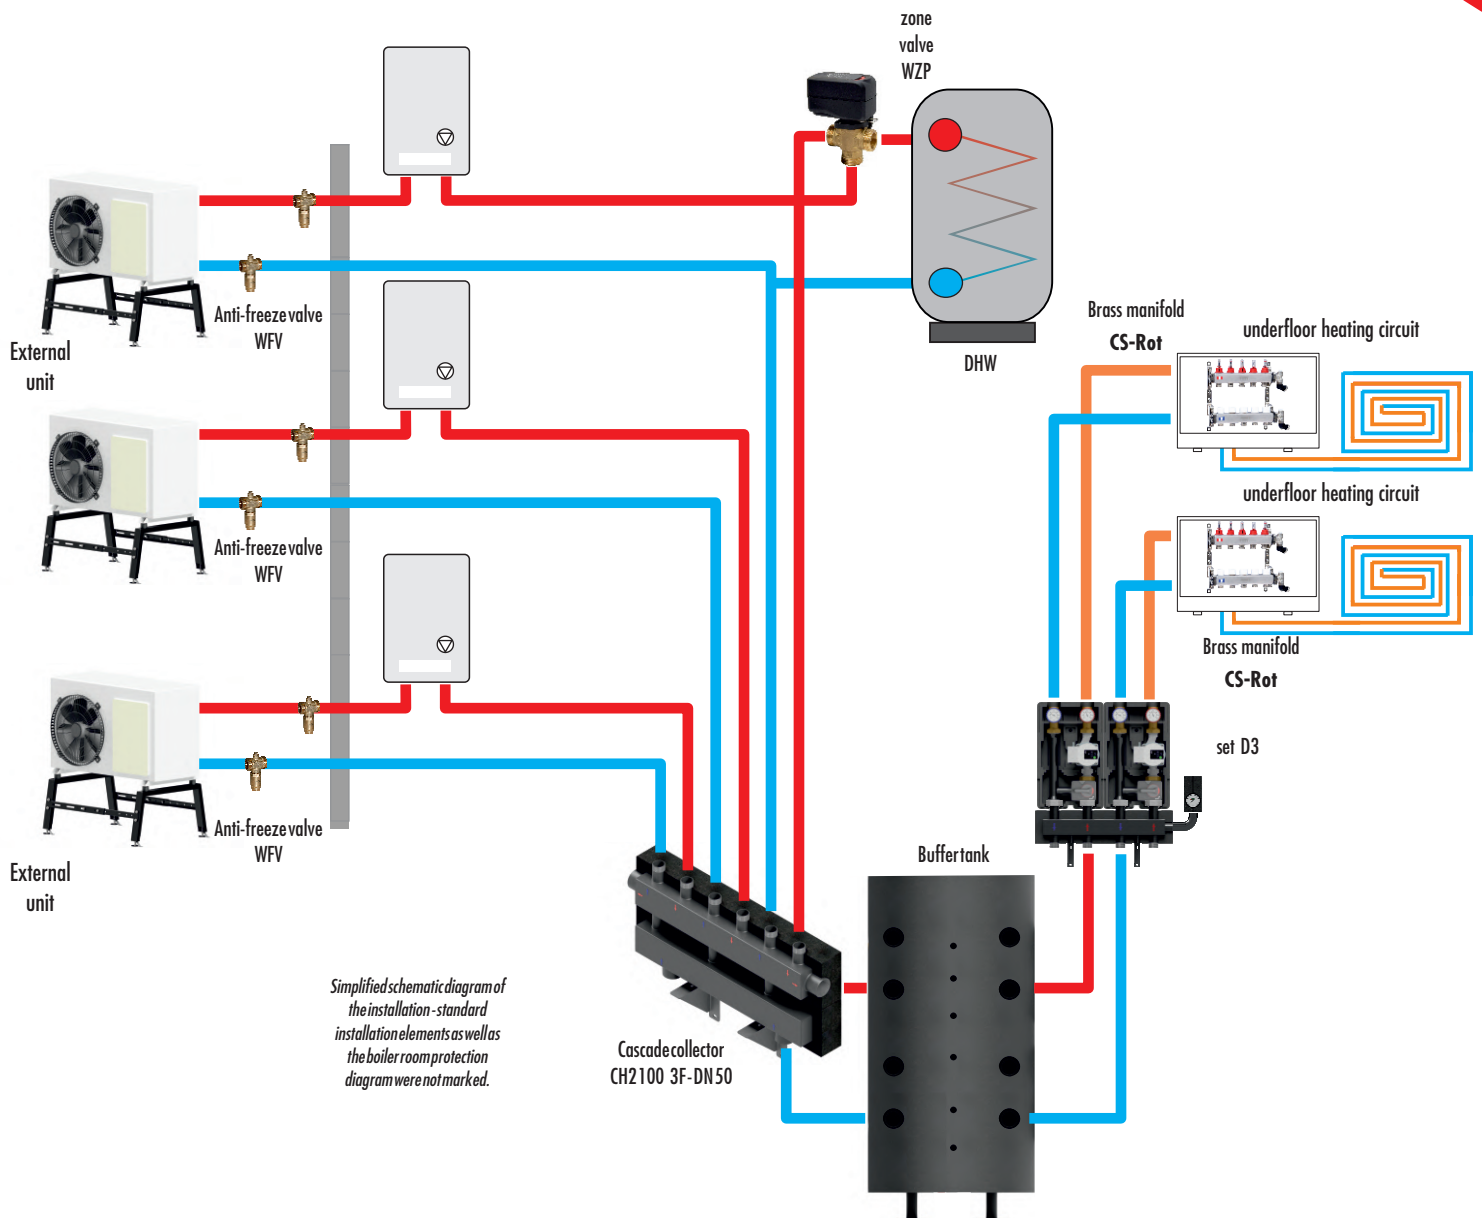 zone
valve
WZP
Anti-freeze valve
WFV
External
unit
DHW
Brass manifold
CS-Rot
underfloor heating circuit
underfloor heating circuit
Anti-freeze valve
WFV
Brass manifold
CS-Rot
set D3
Anti-freeze valve
WFV
External
unit
Buffer tank
Simplified schematic diagram of
the installation - standard
installation elements as well as
the boiler room protection
diagram were not marked.
Cascade collector
CH2100 3F-DN50